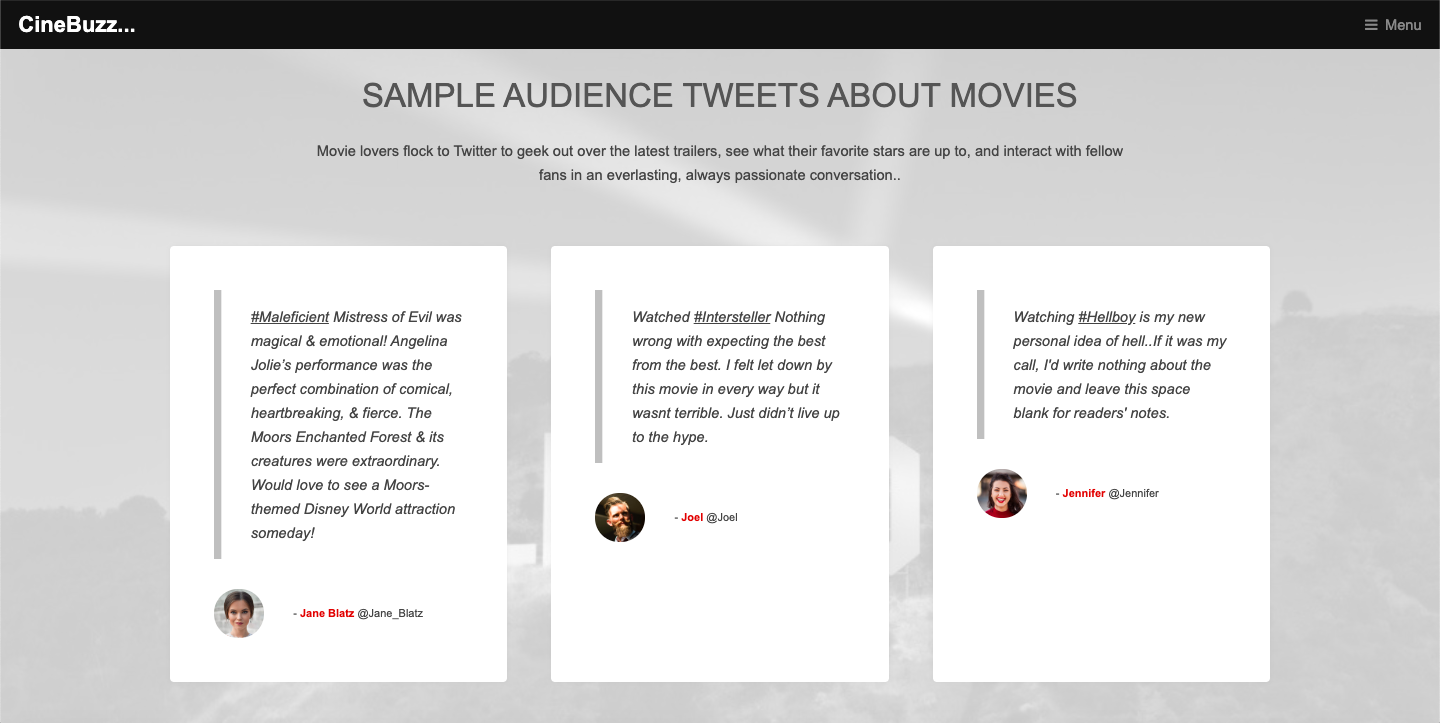 CineBuzz...
Menu
SAMPLE AUDIENCE TWEETS ABOUT MOVIES
Movie lovers flock to Twitter to geek out over the latest trailers, see what their favorite stars are up to, and interact with fellow
fans in an everlasting, always passionate conversation..
#Maleficient Mistress of Evil was
magical & emotional! Angelina
Jolie’s performance was the
perfect combination of comical,
heartbreaking, & fierce. The
Moors Enchanted Forest & its
creatures were extraordinary.
Would love to see a Moors-
themed Disney World attraction
someday!
- Jane Blatz @Jane_Blatz
Watched #Intersteller Nothing
wrong with expecting the best
from the best. I felt let down by
this movie in every way but it
wasnt terrible. Just didn’t live up
to the hype.
- Joel @Joel
Watching #Hellboy is my new
personal idea of hell..If it was my
call, I'd write nothing about the
movie and leave this space
blank for readers' notes.
- Jennifer @Jennifer